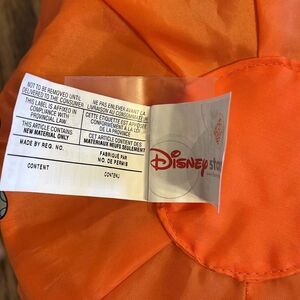 NOT TO BE REMOVED UNTIL
DELIVERED TO THE CONSUMER
THIS LABEL IS AFFIXED IN
COMPLIANCE WITH
PROVINCIAL LAW
THIS ARTICLE CONTAINS
NEW MATERIAL ONLY
MADE BY REG. NO.
CONTENT
NE PAS ENLEVER AVANT LA
LIVRAISON AU CONSOMMATEUR
CETTE ÉTIQUETTE EST APPOSÉE
EN CONFORMITÉ DE LA LOI
DE LA PROVINCE
CET ARTICLE CONTIENT DES
MATÉRIAUX NEUFS SEULEMENT
FABRIQUÉ PAR
NO. DE PERMIS
CONTENU
Disney store